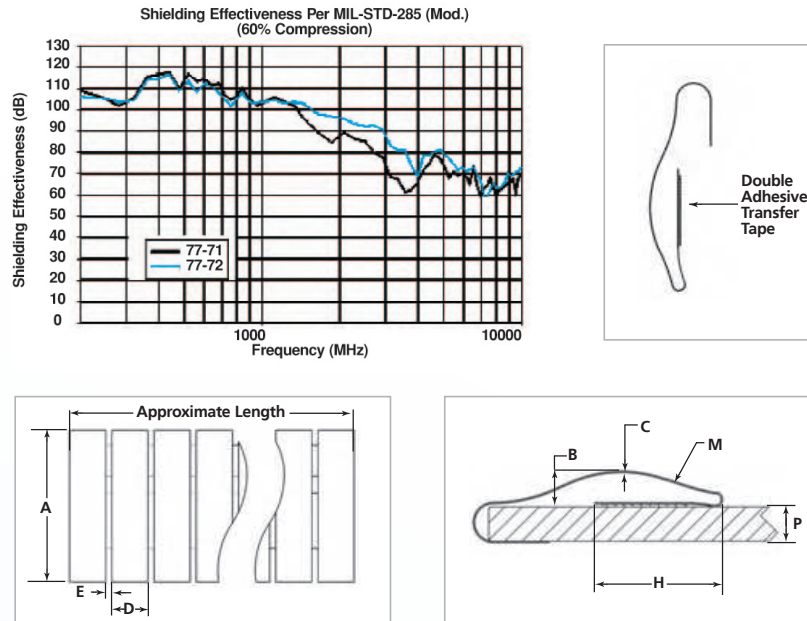 Shielding Effectiveness Per MIL-STD-285 (Mod.)
(60% Compression)
Shielding Effectiveness (dB)
130
120
110
100
90
80
70
60
50
40
30
20
10
0
77-71
77-72
1000
10000
Frequency (MHz)
Double
Adhesive
Transfer
Tape
Approximate Length
A
E
D
C
B
M
P
H